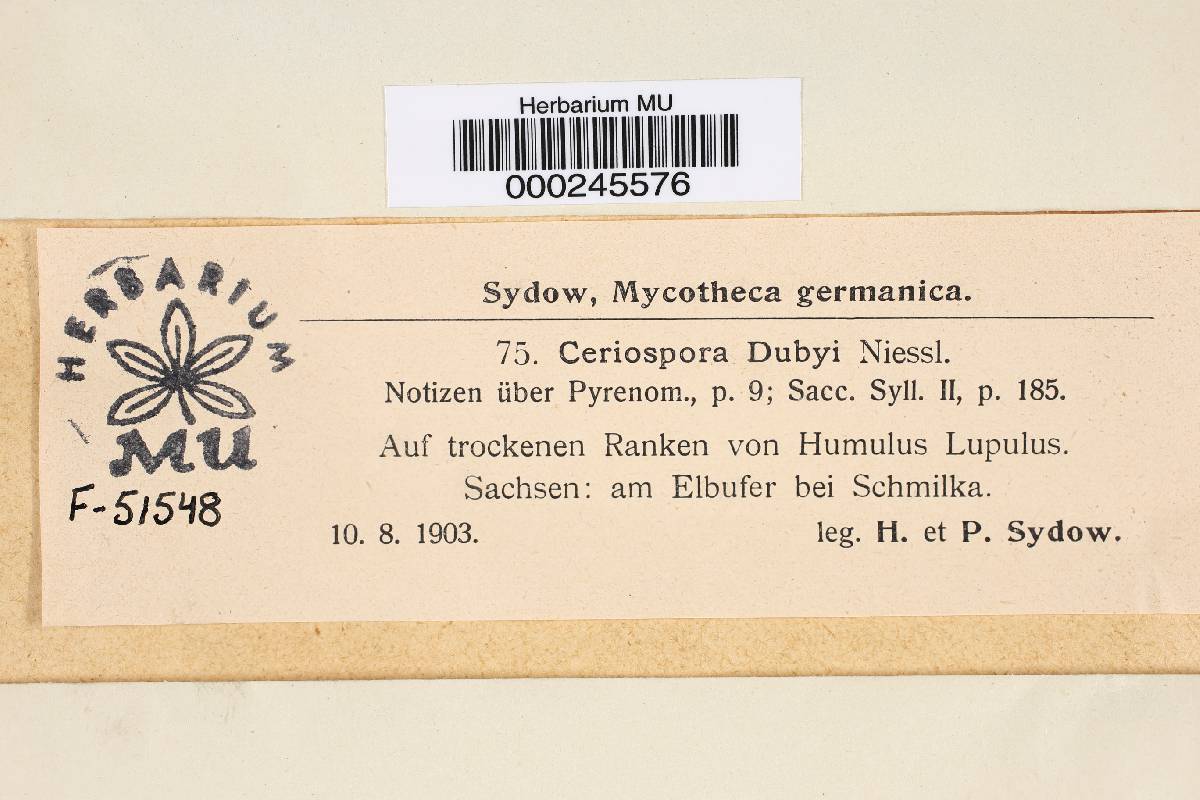 Herbarium MU
000245576
HERBARIUM
MU
F-51548
Sydow, Mycotheca germanica.
75. Ceriospora Dubyi Niessl.
Notizen über Pyrenom., p. 9; Sacc. Syll. II, p. 185.
Auf trockenen Ranken von Humulus Lupulus.
Sachsen: am Elbufer bei Schmilka.
10. 8. 1903. leg. H. et P. Sydow.